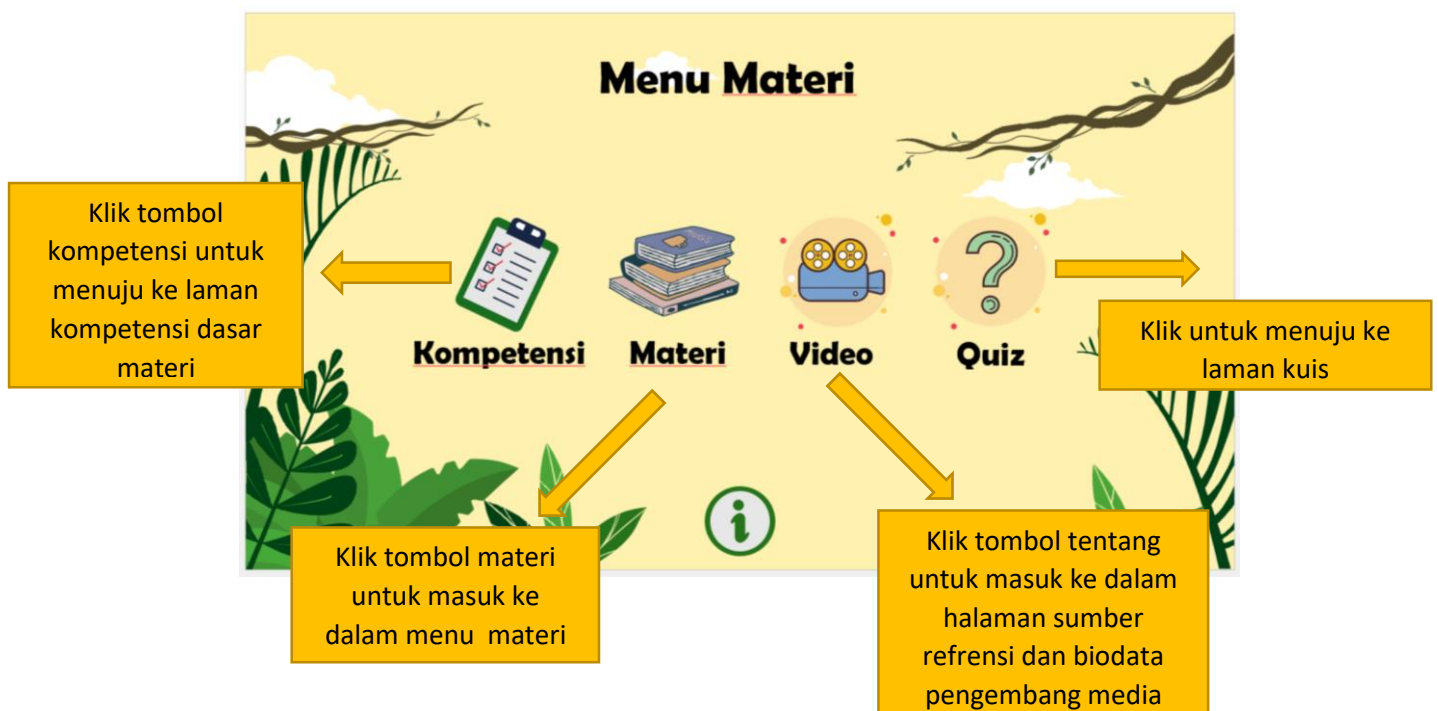 Menu Materi
Klik tombol
kompetensi untuk
menuju ke laman
kompetensi dasar
materi
Kompetensi
Materi
Video
Quiz
Klik untuk menuju ke
laman kuis
Klik tombol materi
untuk masuk ke
dalam menu materi
i
Klik tombol tentang
untuk masuk ke dalam
halaman sumber
refrensi dan biodata
pengembang media